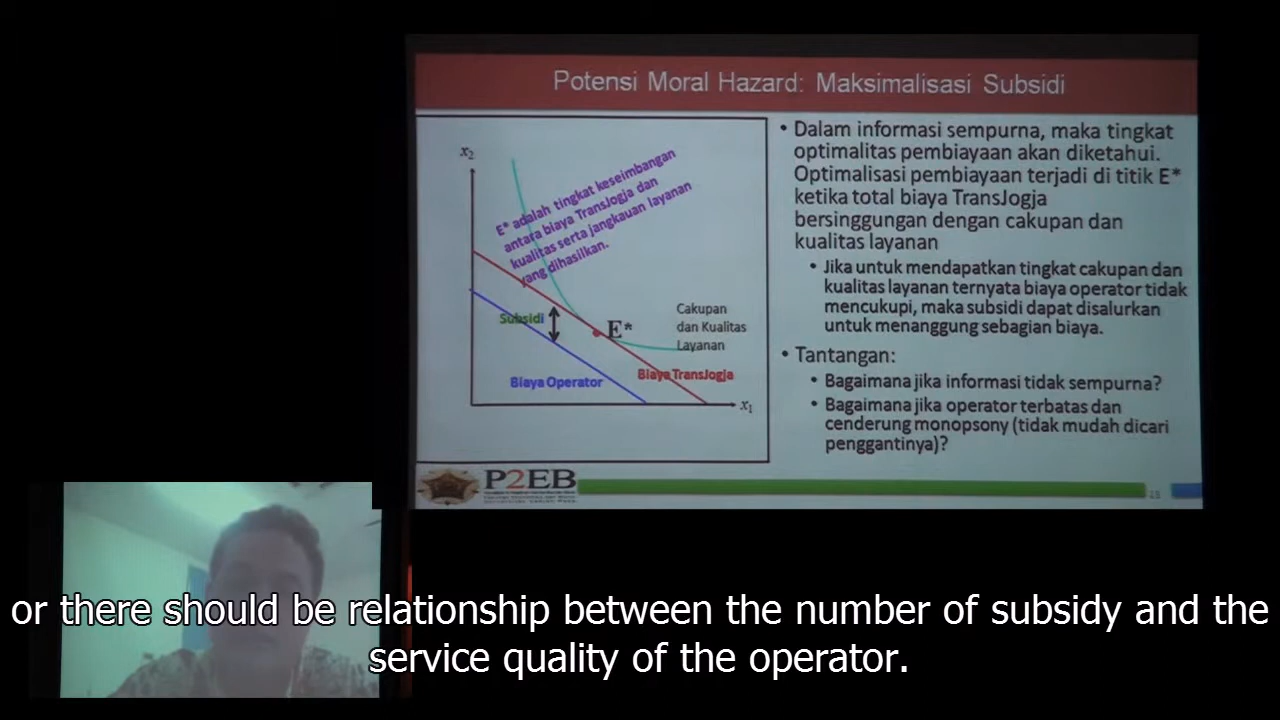 Potensi Moral Hazard: Maksimalisasi Subsidi
x2
E* adalah tingkat keseimbangan
antara biaya TransJogja dan
kualitas serta jangkauan layanan
yang dihasilkan.
Subsidi
E*
Cakupan
dan Kualitas
Layanan
Biaya TransJogja
Biaya Operator
x1
• Dalam informasi sempurna, maka tingkat
optimalitas pembiayaan akan diketahui.
Optimalisasi pembiayaan terjadi di titik E*
ketika total biaya TransJogja
bersinggungan dengan cakupan dan
kualitas layanan
• Jika untuk mendapatkan tingkat cakupan dan
kualitas layanan ternyata biaya operator tidak
mencukupi, maka subsidi dapat disalurkan
untuk menanggung sebagian biaya.
• Tantangan:
• Bagaimana jika informasi tidak sempurna?
• Bagaimana jika operator terbatas dan
cenderung monopsony (tidak mudah dicari
penggantinya)?
P2EB
or there should be relationship between the number of subsidy and the
service quality of the operator.